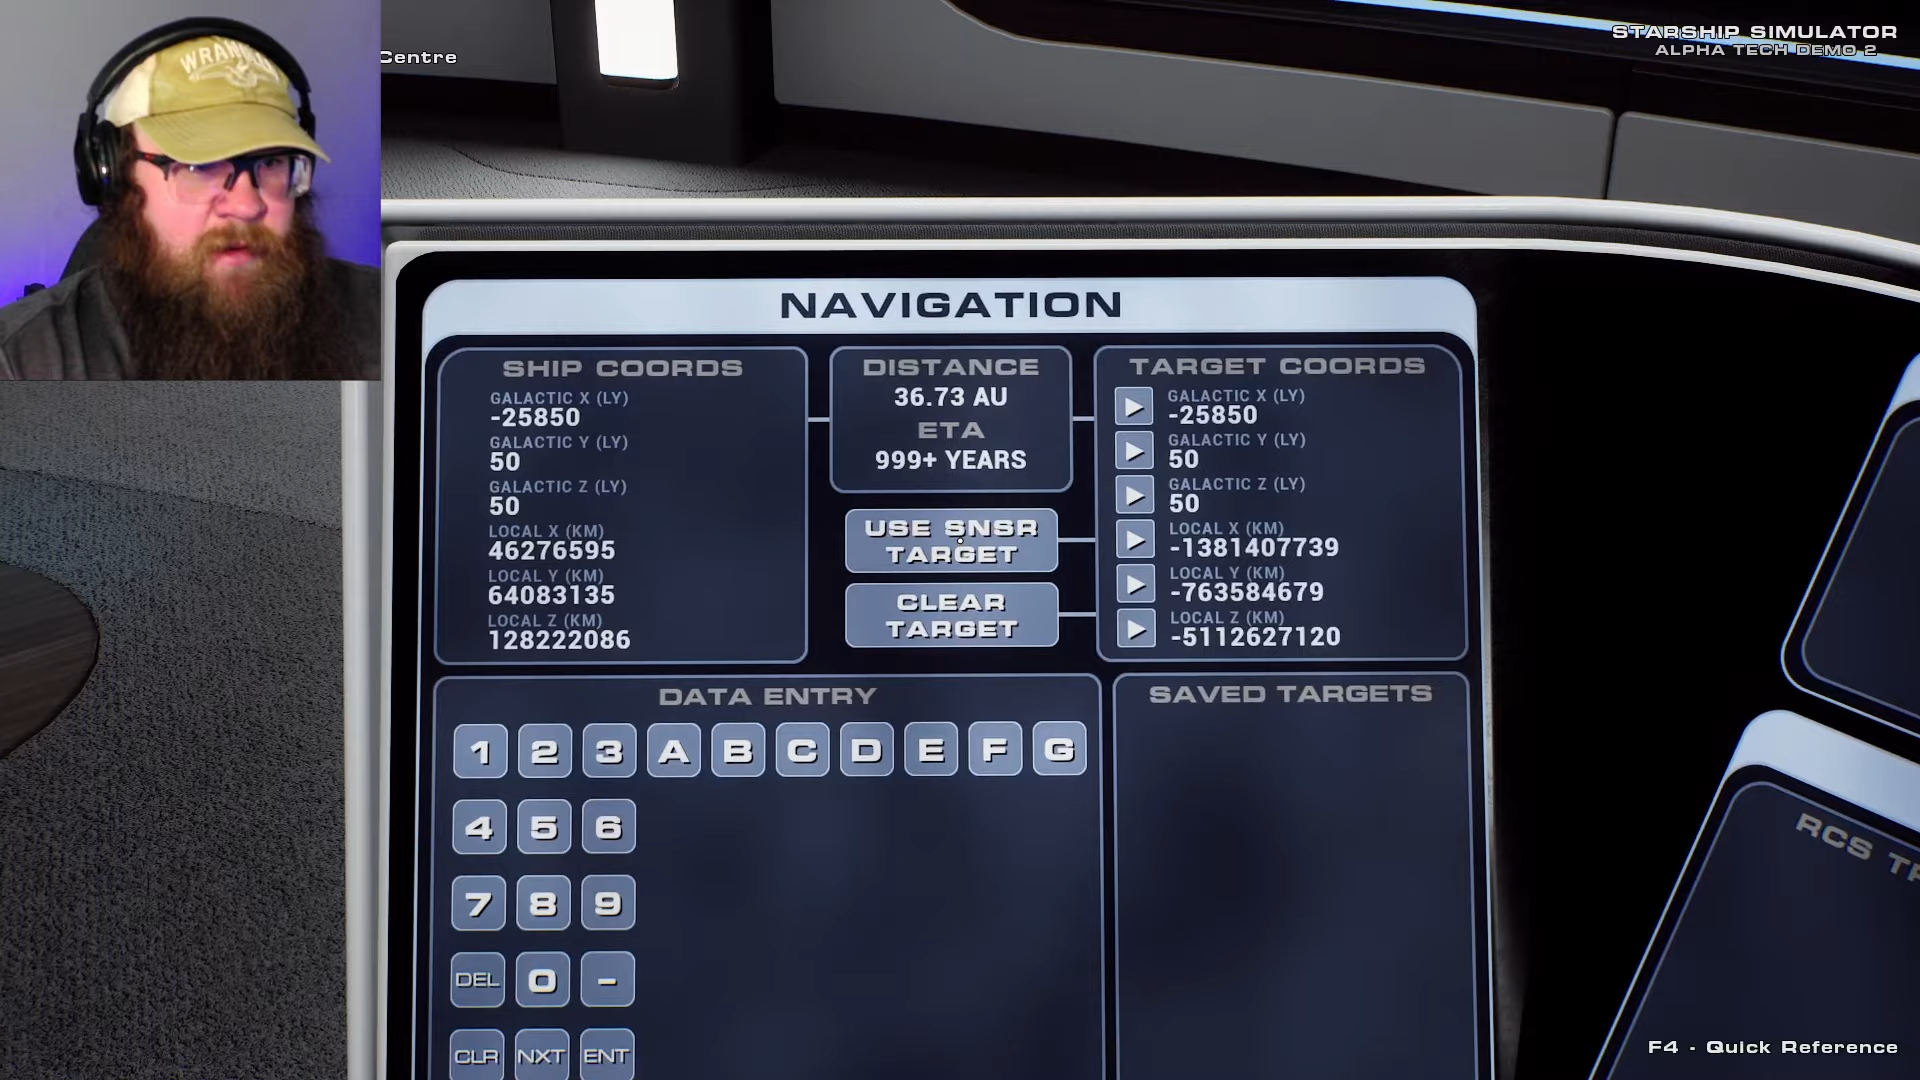 WRANGLER
Centre
STARSHIP SIMULATOR
ALPHA TECH DEMO 2
NAVIGATION
SHIP COORDS
GALACTIC X (LY)
-25850
GALACTIC Y (LY)
50
GALACTIC Z (LY)
50
LOCAL X (KM)
46276595
LOCAL Y (KM)
64083135
LOCAL Z (KM)
128222086
DISTANCE
36.73 AU
ETA
999+ YEARS
USE SNSR
TARGET
CLEAR
TARGET
TARGET COORDS
GALACTIC X (LY)
-25850
GALACTIC Y (LY)
50
GALACTIC Z (LY)
50
LOCAL X (KM)
-1381407739
LOCAL Y (KM)
-763584679
LOCAL Z (KM)
-5112627120
DATA ENTRY
1 2 3 A B C D E F G
4 5 6
7 8 9
DEL 0 -
CLR NXT ENT
SAVED TARGETS
RCS
F4 - Quick Reference